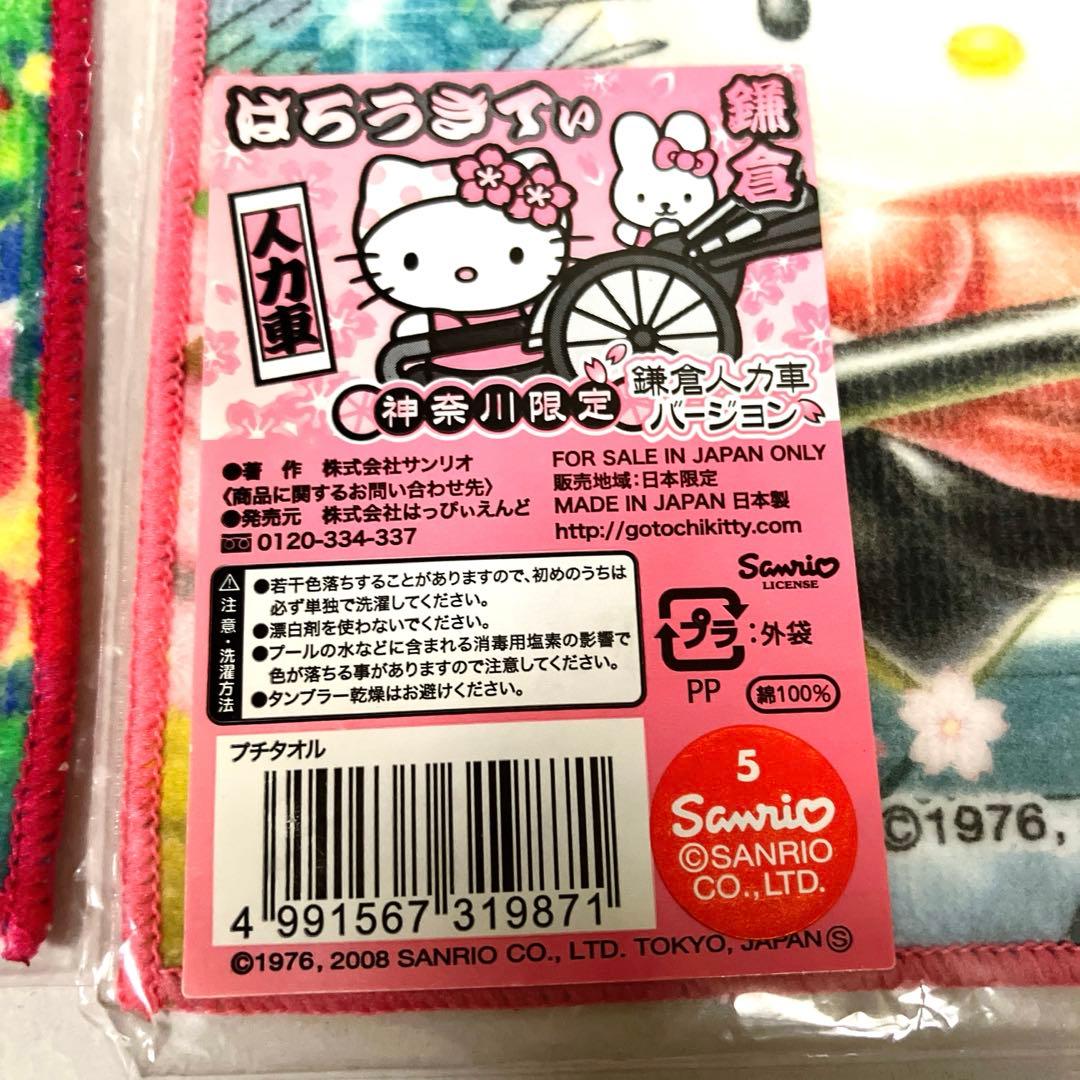 はろうきてぃ
鎌倉
人力車
神奈川限定
鎌倉人力車
バージョン
●著 作 株式会社サンリオ
〈商品に関するお問い合わせ先〉
●発売元 株式会社はっぴぃえんど
0120-334-337
FOR SALE IN JAPAN ONLY
販売地域:日本限定
MADE IN JAPAN 日本製
http://gotochikitty.com
Sanrio
LICENSE
注意・洗濯方法
●若干色落ちすることがありますので、初めのうちは
必ず単独で洗濯してください。
●漂白剤を使わないでください。
●プールの水などに含まれる消毒用塩素の影響で
色が落ちる事がありますので注意してください。
●タンブラー乾燥はお避けください。
プラ:外袋
PP
綿100%
プチタオル
4 991567 319871
5
Sanrio
©SANRIO
CO.,LTD.
©1976, 2008 SANRIO CO., LTD. TOKYO, JAPAN Ⓢ
©1976,